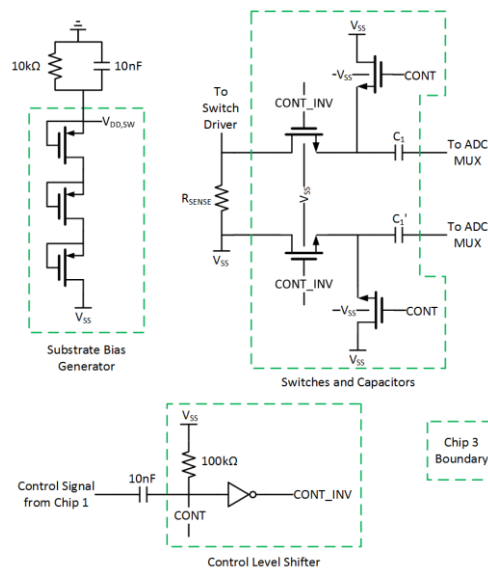 10kΩ
10nF
V_DD,SW
V_SS
Substrate Bias
Generator
To
Switch
Driver
R_SENSE
V_SS
V_SS
-V_SS
CONT
CONT_INV
C_1
To ADC
MUX
V_SS
C_1'
To ADC
MUX
CONT_INV
-V_SS
CONT
V_SS
Switches and Capacitors
V_SS
100kΩ
Control Signal
from Chip 1
10nF
CONT
CONT_INV
Control Level Shifter
Chip 3
Boundary